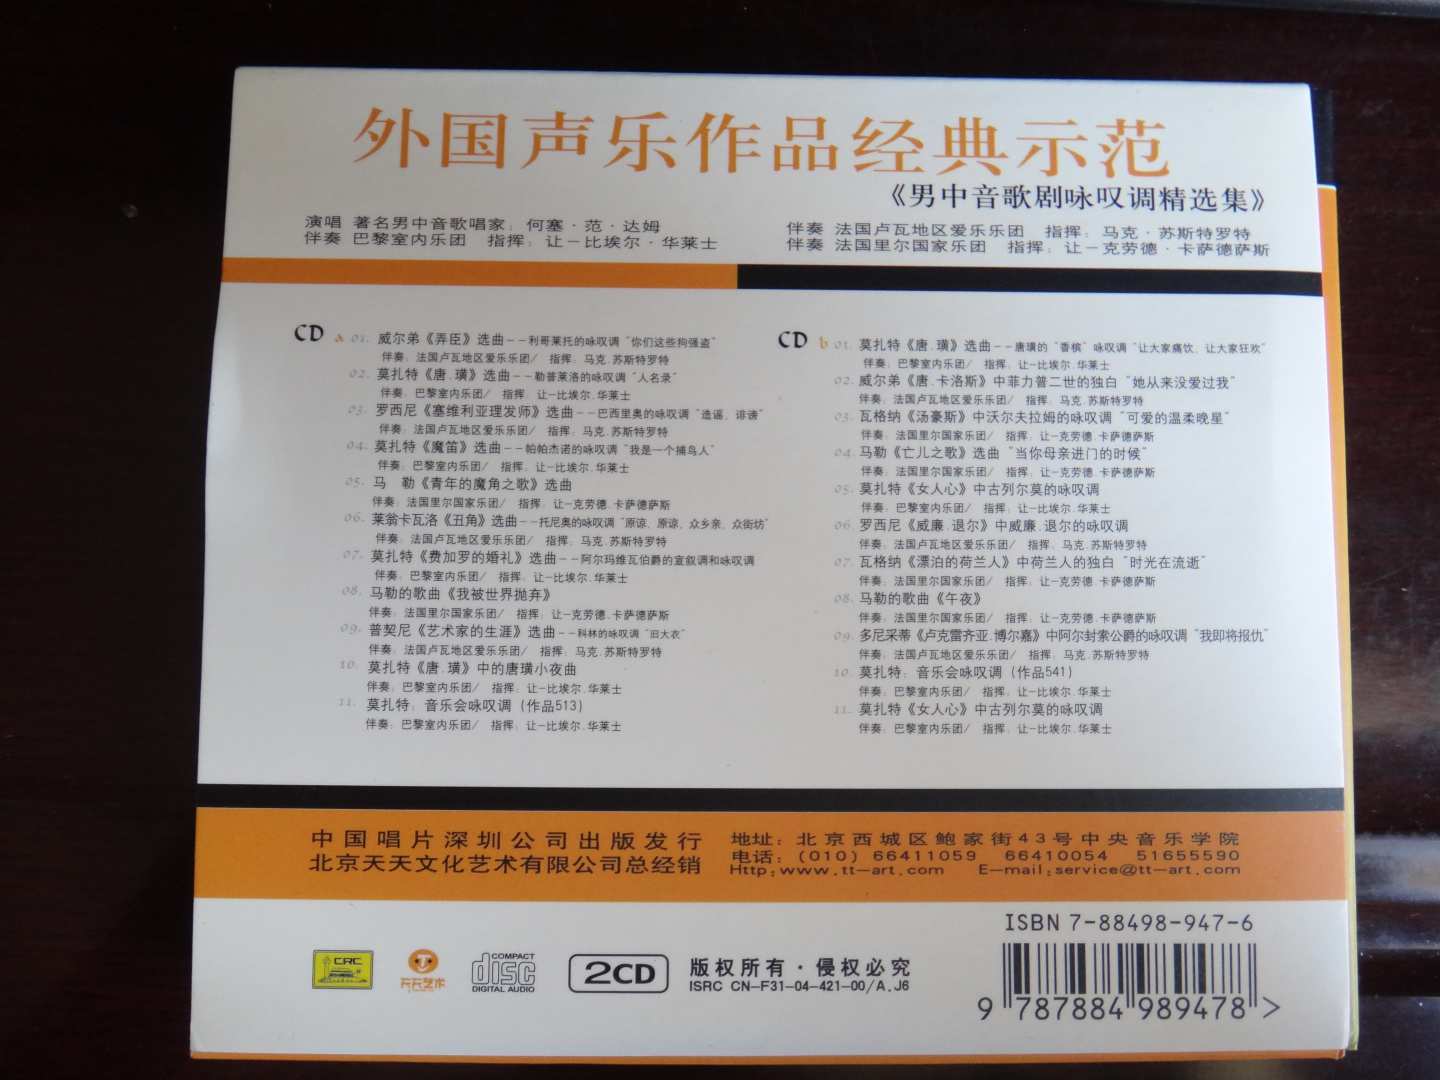 外国声乐作品经典示范
《男中音歌剧咏叹调精选集》
演唱 著名男中音歌唱家：何塞·范·达姆
伴奏 巴黎室内乐团 指挥：让－比埃尔·华莱士
伴奏 法国卢瓦地区爱乐乐团 指挥：马克·苏斯特罗特
伴奏 法国里尔国家乐团 指挥：让－克劳德·卡萨德萨斯
CD a 01. 威尔弟《弄臣》选曲－－利哥莱托的咏叹调“你们这些狗强盗”
伴奏：法国卢瓦地区爱乐乐团/ 指挥：马克.苏斯特罗特
02. 莫扎特《唐.璜》选曲－－勒普莱洛的咏叹调“人名录”
伴奏：巴黎室内乐团/ 指挥：让－比埃尔.华莱士
03. 罗西尼《塞维利亚理发师》选曲－－巴西里奥的咏叹调“造谣、诽谤”
伴奏：法国卢瓦地区爱乐乐团/ 指挥：马克.苏斯特罗特
04. 莫扎特《魔笛》选曲－－帕帕杰诺的咏叹调“我是一个捕鸟人”
伴奏：巴黎室内乐团/ 指挥：让－比埃尔.华莱士
05. 马 勒《青年的魔角之歌》选曲
伴奏：法国里尔国家乐团/ 指挥：让－克劳德.卡萨德萨斯
06. 莱翁卡瓦洛《丑角》选曲－－托尼奥的咏叹调“原谅、原谅，众乡亲、众街坊”
伴奏：法国卢瓦地区爱乐乐团/ 指挥：马克.苏斯特罗特
07. 莫扎特《费加罗的婚礼》选曲－－阿尔玛维瓦伯爵的宣叙调和咏叹调
伴奏：巴黎室内乐团/ 指挥：让－比埃尔.华莱士
08. 马勒的歌曲《我被世界抛弃》
伴奏：法国里尔国家乐团/ 指挥：让－克劳德.卡萨德萨斯
09. 普契尼《艺术家的生涯》选曲－－科林的咏叹调“旧大衣”
伴奏：法国卢瓦地区爱乐乐团/ 指挥：马克.苏斯特罗特
10. 莫扎特《唐.璜》中的唐璜小夜曲
伴奏：巴黎室内乐团/ 指挥：让－比埃尔.华莱士
11. 莫扎特：音乐会咏叹调（作品513）
伴奏：巴黎室内乐团/ 指挥：让－比埃尔.华莱士
CD b 01. 莫扎特《唐.璜》选曲－－唐璜的“香槟”咏叹调“让大家痛饮，让大家狂欢”
伴奏：巴黎室内乐团/ 指挥：让－比埃尔.华莱士
02. 威尔弟《唐.卡洛斯》中菲力普二世的独白“她从来没爱过我”
伴奏：法国卢瓦地区爱乐乐团/ 指挥：马克.苏斯特罗特
03. 瓦格纳《汤豪斯》中沃尔夫拉姆的咏叹调“可爱的温柔晚星”
伴奏：法国里尔国家乐团/ 指挥：让－克劳德.卡萨德萨斯
04. 马勒《亡儿之歌》选曲“当你母亲进门的时候”
伴奏：法国里尔国家乐团/ 指挥：让－克劳德.卡萨德萨斯
05. 莫扎特《女人心》中古列尔莫的咏叹调
伴奏：巴黎室内乐团/ 指挥：让－比埃尔.华莱士
06. 罗西尼《威廉.退尔》中威廉.退尔的咏叹调
伴奏：法国卢瓦地区爱乐乐团/ 指挥：马克.苏斯特罗特
07. 瓦格纳《漂泊的荷兰人》中荷兰人的独白“时光在流逝”
伴奏：法国里尔国家乐团/ 指挥：让－克劳德.卡萨德萨斯
08. 马勒的歌曲《午夜》
伴奏：法国里尔国家乐团/ 指挥：让－克劳德.卡萨德萨斯
09. 多尼采蒂《卢克雷齐亚.博尔嘉》中阿尔封索公爵的咏叹调“我即将报仇”
伴奏：法国卢瓦地区爱乐乐团/ 指挥：马克.苏斯特罗特
10. 莫扎特：音乐会咏叹调（作品541）
伴奏：巴黎室内乐团/ 指挥：让－比埃尔.华莱士
11. 莫扎特《女人心》中古列尔莫的咏叹调
伴奏：巴黎室内乐团/ 指挥：让－比埃尔.华莱士
中国唱片深圳公司出版发行
北京天天文化艺术有限公司总经销
地址：北京西城区鲍家街43号中央音乐学院
电话：(010) 66411059 66410054 51655590
Http:www.tt-art.com E-mail:service@tt-art.com
CRC
天天艺术
COMPACT
disc
DIGITAL AUDIO
2CD
版权所有·侵权必究
ISRC CN-F31-04-421-00/A.J6
ISBN 7-88498-947-6
9 787884 989478 >